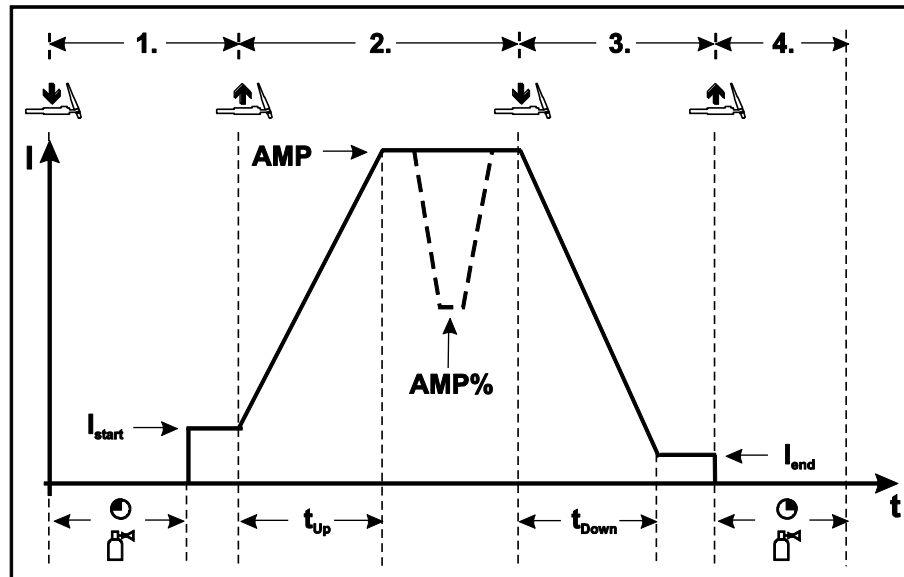 1. 2. 3. 4.
I
AMP
AMP%
Istart
Iend
t
tUp
tDown